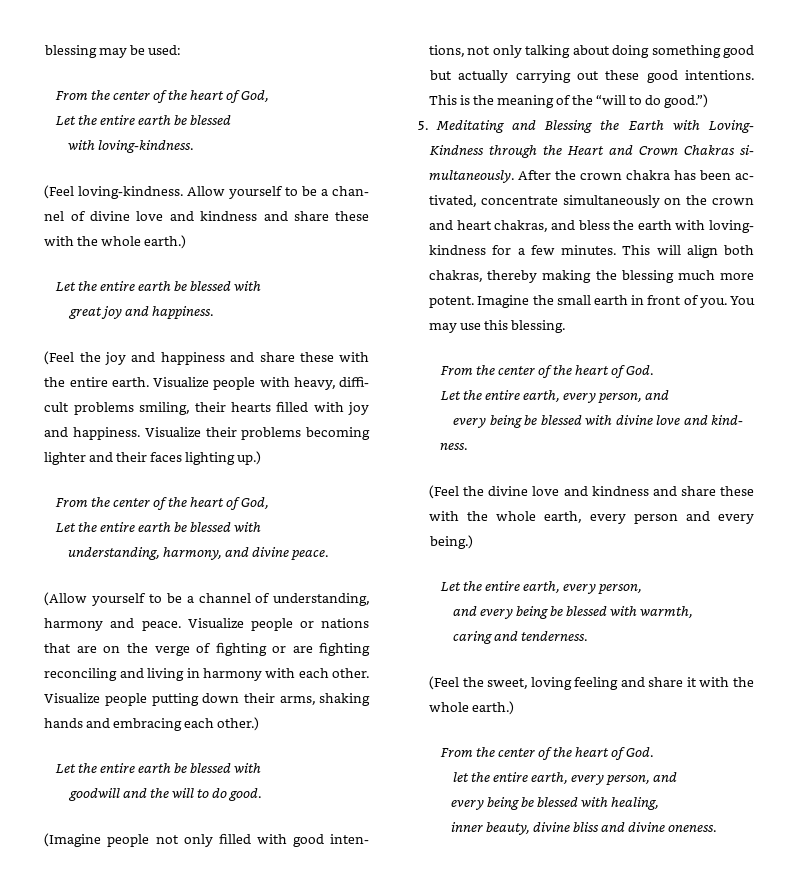 blessing may be used:
From the center of the heart of God,
Let the entire earth be blessed
with loving-kindness.
(Feel loving-kindness. Allow yourself to be a chan-
nel of divine love and kindness and share these
with the whole earth.)
Let the entire earth be blessed with
great joy and happiness.
(Feel the joy and happiness and share these with
the entire earth. Visualize people with heavy, diffi-
cult problems smiling, their hearts filled with joy
and happiness. Visualize their problems becoming
lighter and their faces lighting up.)
From the center of the heart of God,
Let the entire earth be blessed with
understanding, harmony, and divine peace.
(Allow yourself to be a channel of understanding,
harmony and peace. Visualize people or nations
that are on the verge of fighting or are fighting
reconciling and living in harmony with each other.
Visualize people putting down their arms, shaking
hands and embracing each other.)
Let the entire earth be blessed with
goodwill and the will to do good.
(Imagine people not only filled with good inten-
tions, not only talking about doing something good
but actually carrying out these good intentions.
This is the meaning of the “will to do good.”)
5. Meditating and Blessing the Earth with Loving-
Kindness through the Heart and Crown Chakras si-
multaneously. After the crown chakra has been ac-
tivated, concentrate simultaneously on the crown
and heart chakras, and bless the earth with loving-
kindness for a few minutes. This will align both
chakras, thereby making the blessing much more
potent. Imagine the small earth in front of you. You
may use this blessing.
From the center of the heart of God.
Let the entire earth, every person, and
every being be blessed with divine love and kind-
ness.
(Feel the divine love and kindness and share these
with the whole earth, every person and every
being.)
Let the entire earth, every person,
and every being be blessed with warmth,
caring and tenderness.
(Feel the sweet, loving feeling and share it with the
whole earth.)
From the center of the heart of God.
let the entire earth, every person, and
every being be blessed with healing,
inner beauty, divine bliss and divine oneness.